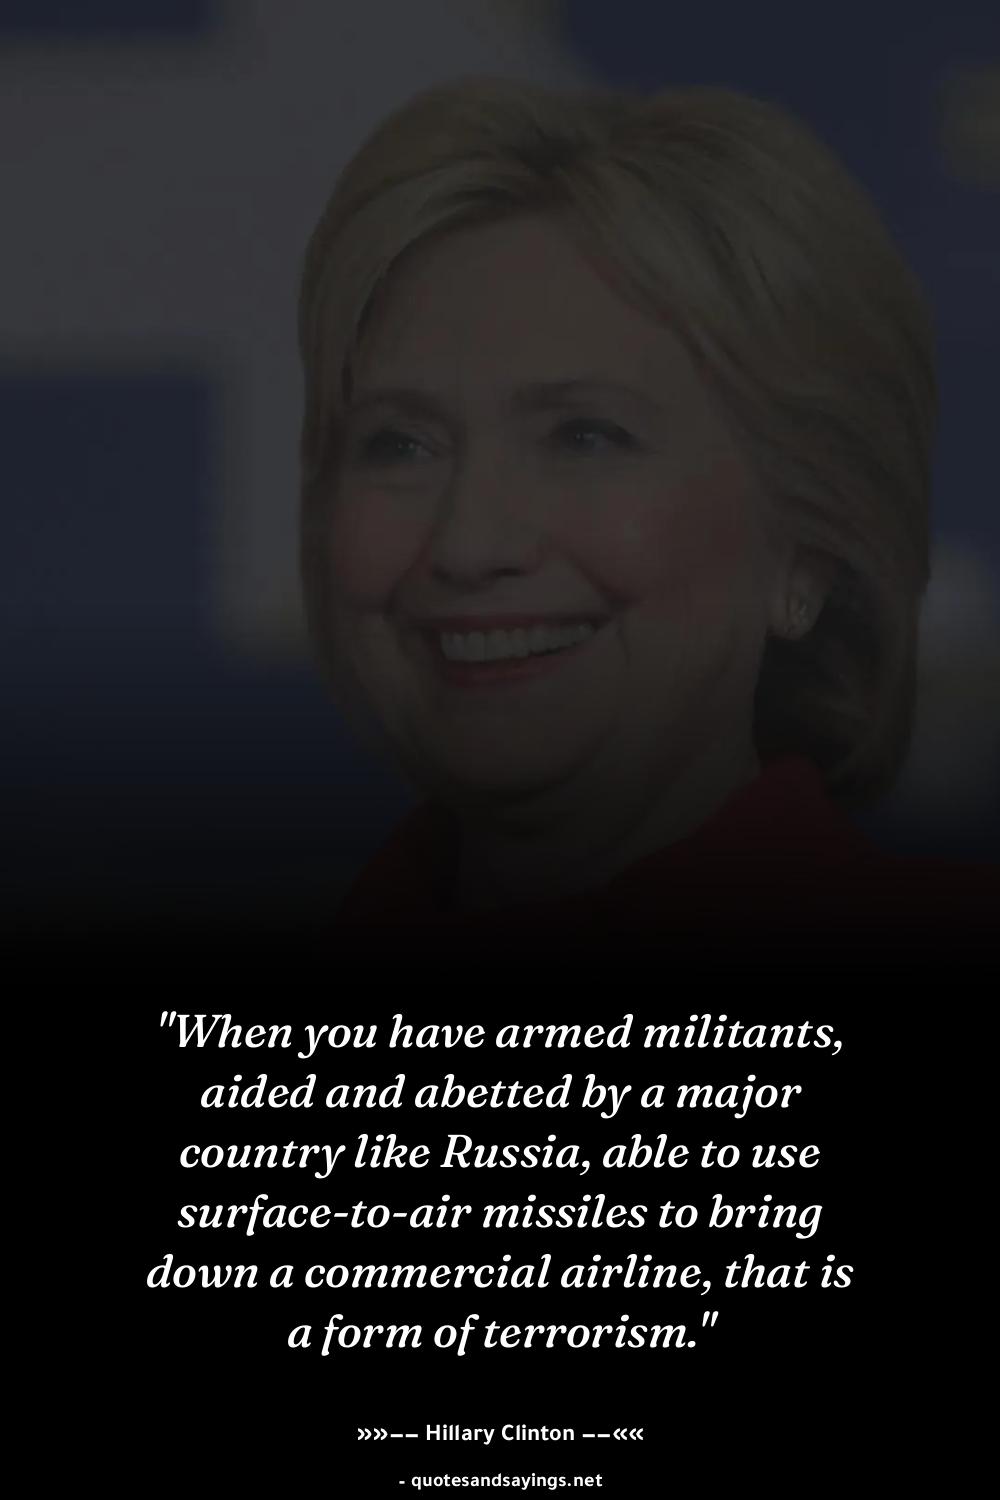 "When you have armed militants,
aided and abetted by a major
country like Russia, able to use
surface-to-air missiles to bring
down a commercial airline, that is
a form of terrorism."
»»–– Hillary Clinton ––««
- quotesandsayings.net